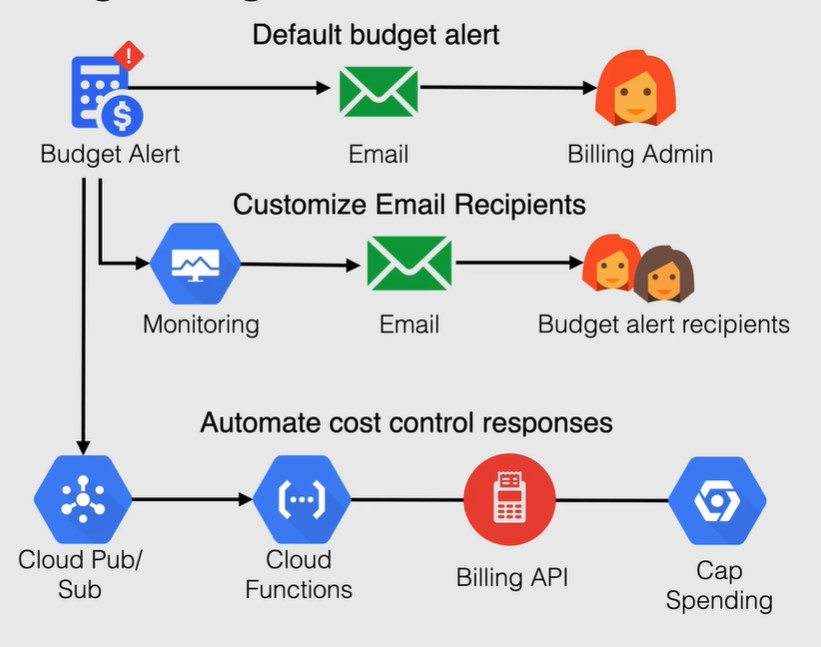 Default budget alert
Budget Alert
Email
Billing Admin
Customize Email Recipients
Monitoring
Email
Budget alert recipients
Automate cost control responses
Cloud Pub/
Sub
Cloud
Functions
Billing API
Cap
Spending